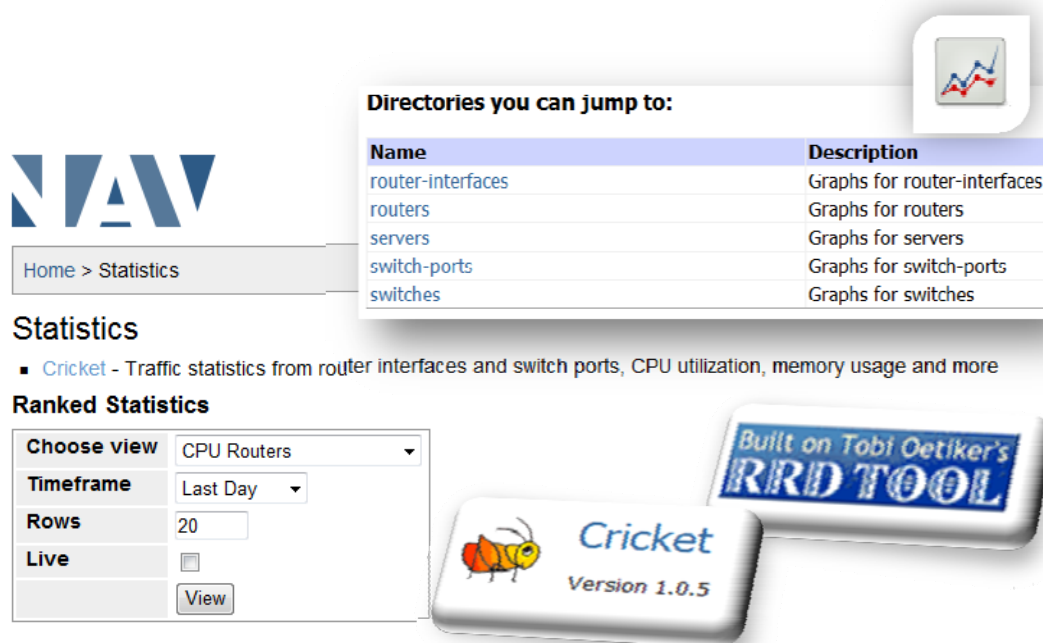 Directories you can jump to:
Name Description
router-interfaces Graphs for router-interfaces
routers Graphs for routers
servers Graphs for servers
switch-ports Graphs for switch-ports
switches Graphs for switches
NAV
Home > Statistics
Statistics
Cricket - Traffic statistics from router interfaces and switch ports, CPU utilization, memory usage and more
Ranked Statistics
Choose view CPU Routers
Timeframe Last Day
Rows 20
Live
View
Built on Tobi Oetiker's
RRD TOOL
Cricket
Version 1.0.5